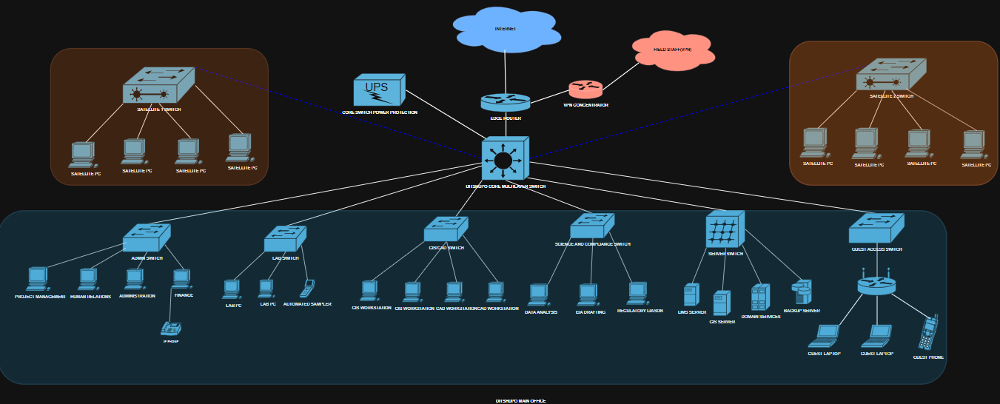 INTERNET
FIELD STAFF(VPN)
UPS
CORE SWITCH POWER PROTECTION
VPN CONCENTRATOR
EDGE ROUTER
SATELLITE 1 SWITCH
SATELLITE 2 SWITCH
SATELLITE PC
SATELLITE PC
SATELLITE PC
SATELLITE PC
SATELLITE PC
SATELLITE PC
SATELLITE PC
SATELLITE PC
DITSHUPO CORE MULTILAYER SWITCH
ADMIN SWITCH
LAB SWITCH
GIS/CAD SWITCH
SCIENCE AND COMPLIANCE SWITCH
SERVER SWITCH
GUEST ACCESS SWITCH
PROJECT MANAGEMENT
HUMAN RELATIONS
ADMINISTRATION
FINANCE
LAB PC
LAB PC
AUTOMATED SAMPLER
GIS WORKSTATION
GIS WORKSTATION
CAD WORKSTATION
CAD WORKSTATION
DATA ANALYSIS
EIA DRAFTING
REGULATORY LIASON
LIMS SERVER
GIS SERVER
DOMAIN SERVICES
BACKUP SERVER
IP PHONE
GUEST LAPTOP
GUEST LAPTOP
GUEST PHONE
DITSHUPO MAIN OFFICE